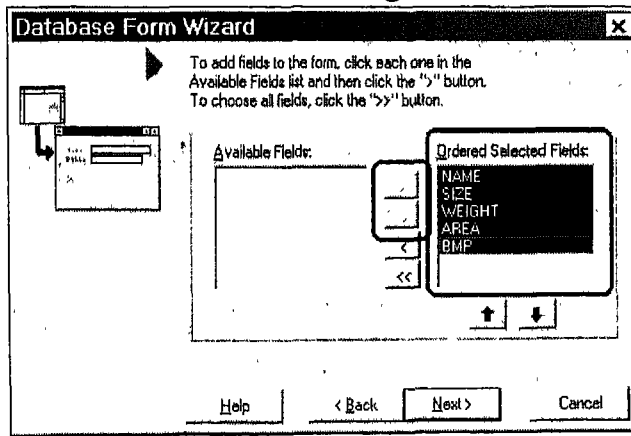 Database Form Wizard
To add fields to the form, click each one in the
Available Fields list and then click the ">" button.
To choose all fields, click the ">>" button.
Available Fields:
Ordered Selected Fields:
NAME
SIZE
WEIGHT
AREA
BMP
<
<<
Help
< Back
Next >
Cancel